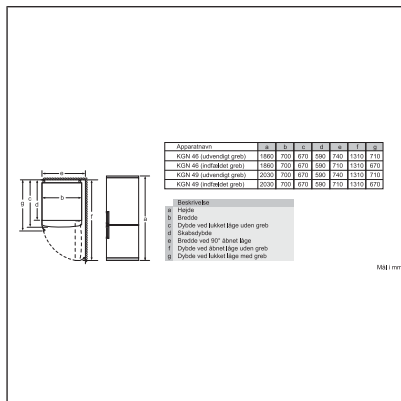 Apparatnavn a b c d e f g
KGN 46 (udvendigt greb) 1860 700 670 590 740 1310 710
KGN 46 (indfældet greb) 1860 700 670 590 710 1310 670
KGN 49 (udvendigt greb) 2030 700 670 590 740 1310 710
KGN 49 (indfældet greb) 2030 700 670 590 710 1310 670
e
b
g c d f a
Beskrivelse
a Højde
b Bredde
c Dybde ved lukket låge uden greb
d Skabsdybde
e Bredde ved 90° åbnet låge
f Dybde ved åbnet låge uden greb
g Dybde ved lukket låge med greb
Mål i mm